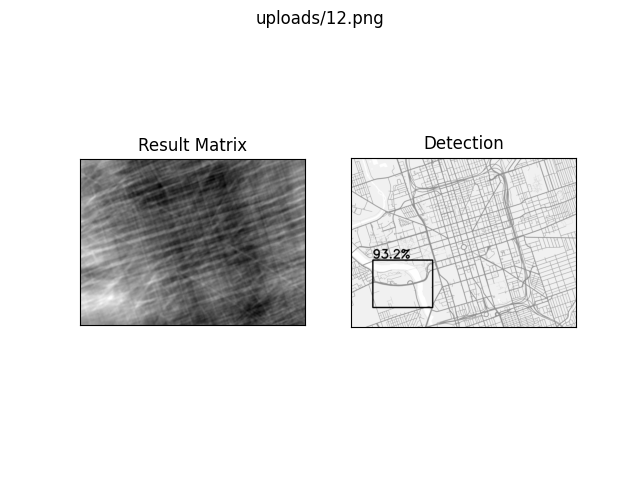 uploads/12.png
Result Matrix
Detection
93.2%